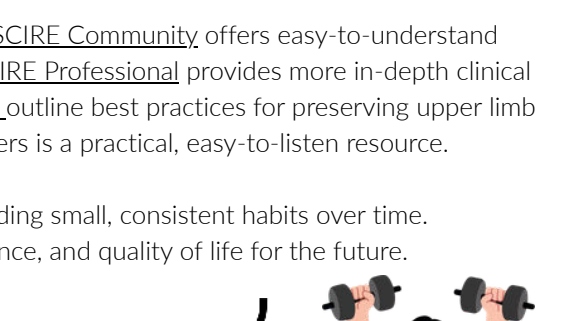 SCIRE Community offers easy-to-understand
IRE Professional provides more in-depth clinical
outline best practices for preserving upper limb
ers is a practical, easy-to-listen resource.
ding small, consistent habits over time.
nce, and quality of life for the future.